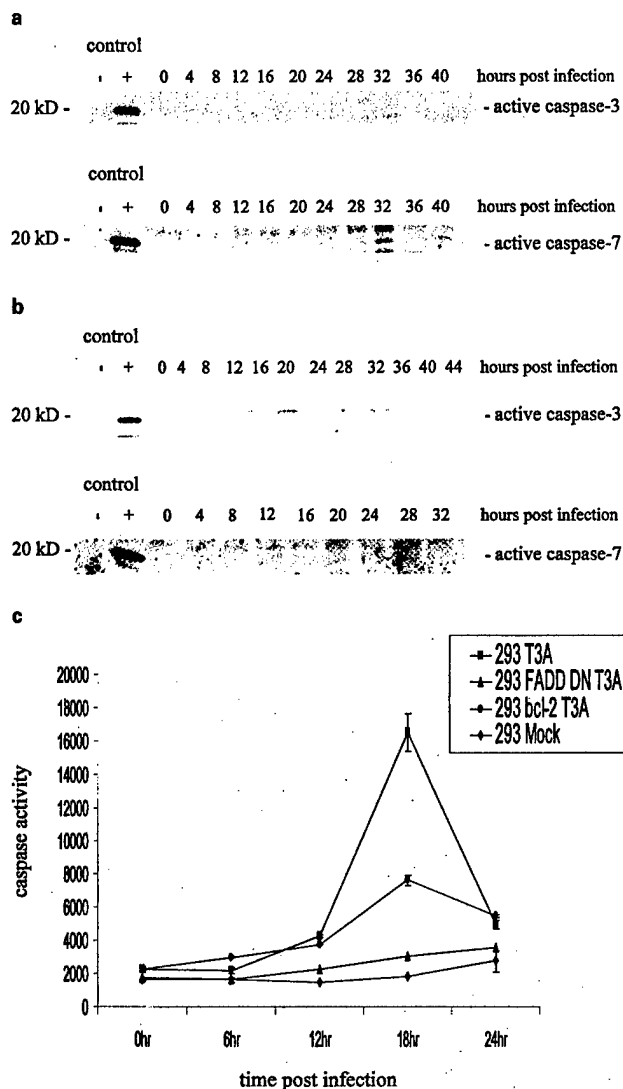 a
control
- + 0 4 8 12 16 20 24 28 32 36 40 hours post infection
20 kD - - active caspase-3
control
- + 0 4 8 12 16 20 24 28 32 36 40 hours post infection
20 kD - - active caspase-7
b
control
- + 0 4 8 12 16 20 24 28 32 36 40 44 hours post infection
20 kD - - active caspase-3
control
- + 0 4 8 12 16 20 24 28 32 hours post infection
20 kD - - active caspase-7
c
293 T3A
293 FADD DN T3A
293 bcl-2 T3A
293 Mock
20000
18000
16000
14000
12000
10000
8000
6000
4000
2000
0
caspase activity
0hr 6hr 12hr 18hr 24hr
time post infection